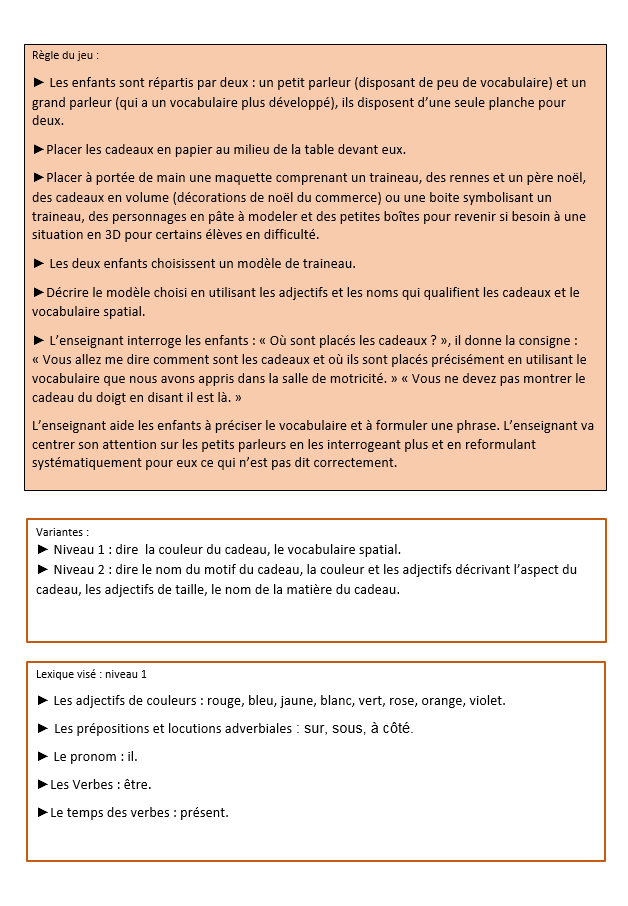 Règle du jeu :
► Les enfants sont répartis par deux : un petit parleur (disposant de peu de vocabulaire) et un
grand parleur (qui a un vocabulaire plus développé), ils disposent d’une seule planche pour
deux.
►Placer les cadeaux en papier au milieu de la table devant eux.
►Placer à portée de main une maquette comprenant un traineau, des rennes et un père noël,
des cadeaux en volume (décorations de noël du commerce) ou une boite symbolisant un
traineau, des personnages en pâte à modeler et des petites boîtes pour revenir si besoin à une
situation en 3D pour certains élèves en difficulté.
► Les deux enfants choisissent un modèle de traineau.
►Décrire le modèle choisi en utilisant les adjectifs et les noms qui qualifient les cadeaux et le
vocabulaire spatial.
► L’enseignant interroge les enfants : « Où sont placés les cadeaux ? », il donne la consigne :
« Vous allez me dire comment sont les cadeaux et où ils sont placés précisément en utilisant le
vocabulaire que nous avons appris dans la salle de motricité. » « Vous ne devez pas montrer le
cadeau du doigt en disant il est là. »
L’enseignant aide les enfants à préciser le vocabulaire et à formuler une phrase. L’enseignant va
centrer son attention sur les petits parleurs en les interrogeant plus et en reformulant
systématiquement pour eux ce qui n’est pas dit correctement.
Variantes :
► Niveau 1 : dire la couleur du cadeau, le vocabulaire spatial.
► Niveau 2 : dire le nom du motif du cadeau, la couleur et les adjectifs décrivant l’aspect du
cadeau, les adjectifs de taille, le nom de la matière du cadeau.
Lexique visé : niveau 1
► Les adjectifs de couleurs : rouge, bleu, jaune, blanc, vert, rose, orange, violet.
► Les prépositions et locutions adverbiales : sur, sous, à côté.
► Le pronom : il.
►Les Verbes : être.
►Le temps des verbes : présent.